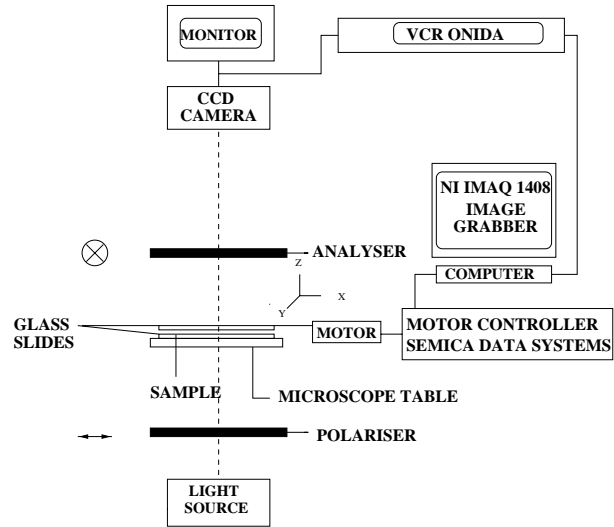 MONITOR
VCR ONIDA
CCD
CAMERA
NI IMAQ 1408
IMAGE
GRABBER
ANALYSER
COMPUTER
Z
X
Y
GLASS
SLIDES
MOTOR
MOTOR CONTROLLER
SEMICA DATA SYSTEMS
SAMPLE
MICROSCOPE TABLE
POLARISER
LIGHT
SOURCE